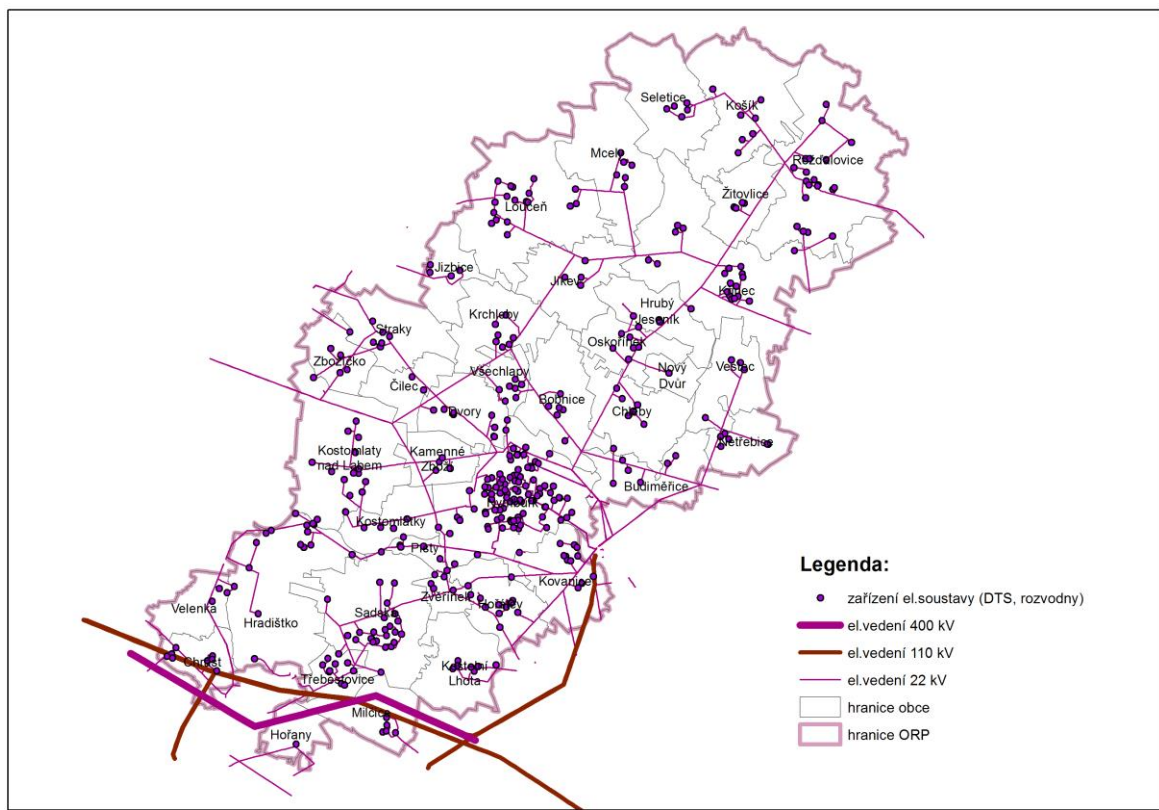 Seletice
Košík
Mcely
Rožďalovice
Loučeň
Žitovlice
Jizbice
Jíkev
Křinec
Krchleby
Hrubý
Jeseník
Straky
Oskořínek
Zbožíčko
Všechlapy
Nový
Dvůr
Vestec
Čilec
Bobnice
Dvory
Chleby
Netřebice
Kostomlaty
nad Labem
Kamenné
Zboží
Budiměřice
Nymburk
Kostomlátky
Písty
Kovanice
Velenka
Zvěřínek
Hořátev
Hradištko
Sadská
Chrást
Kostelní
Lhota
Třebestovice
Milčice
Hořany
Legenda:
zařízení el.soustavy (DTS, rozvodny)
el.vedení 400 kV
el.vedení 110 kV
el.vedení 22 kV
hranice obce
hranice ORP